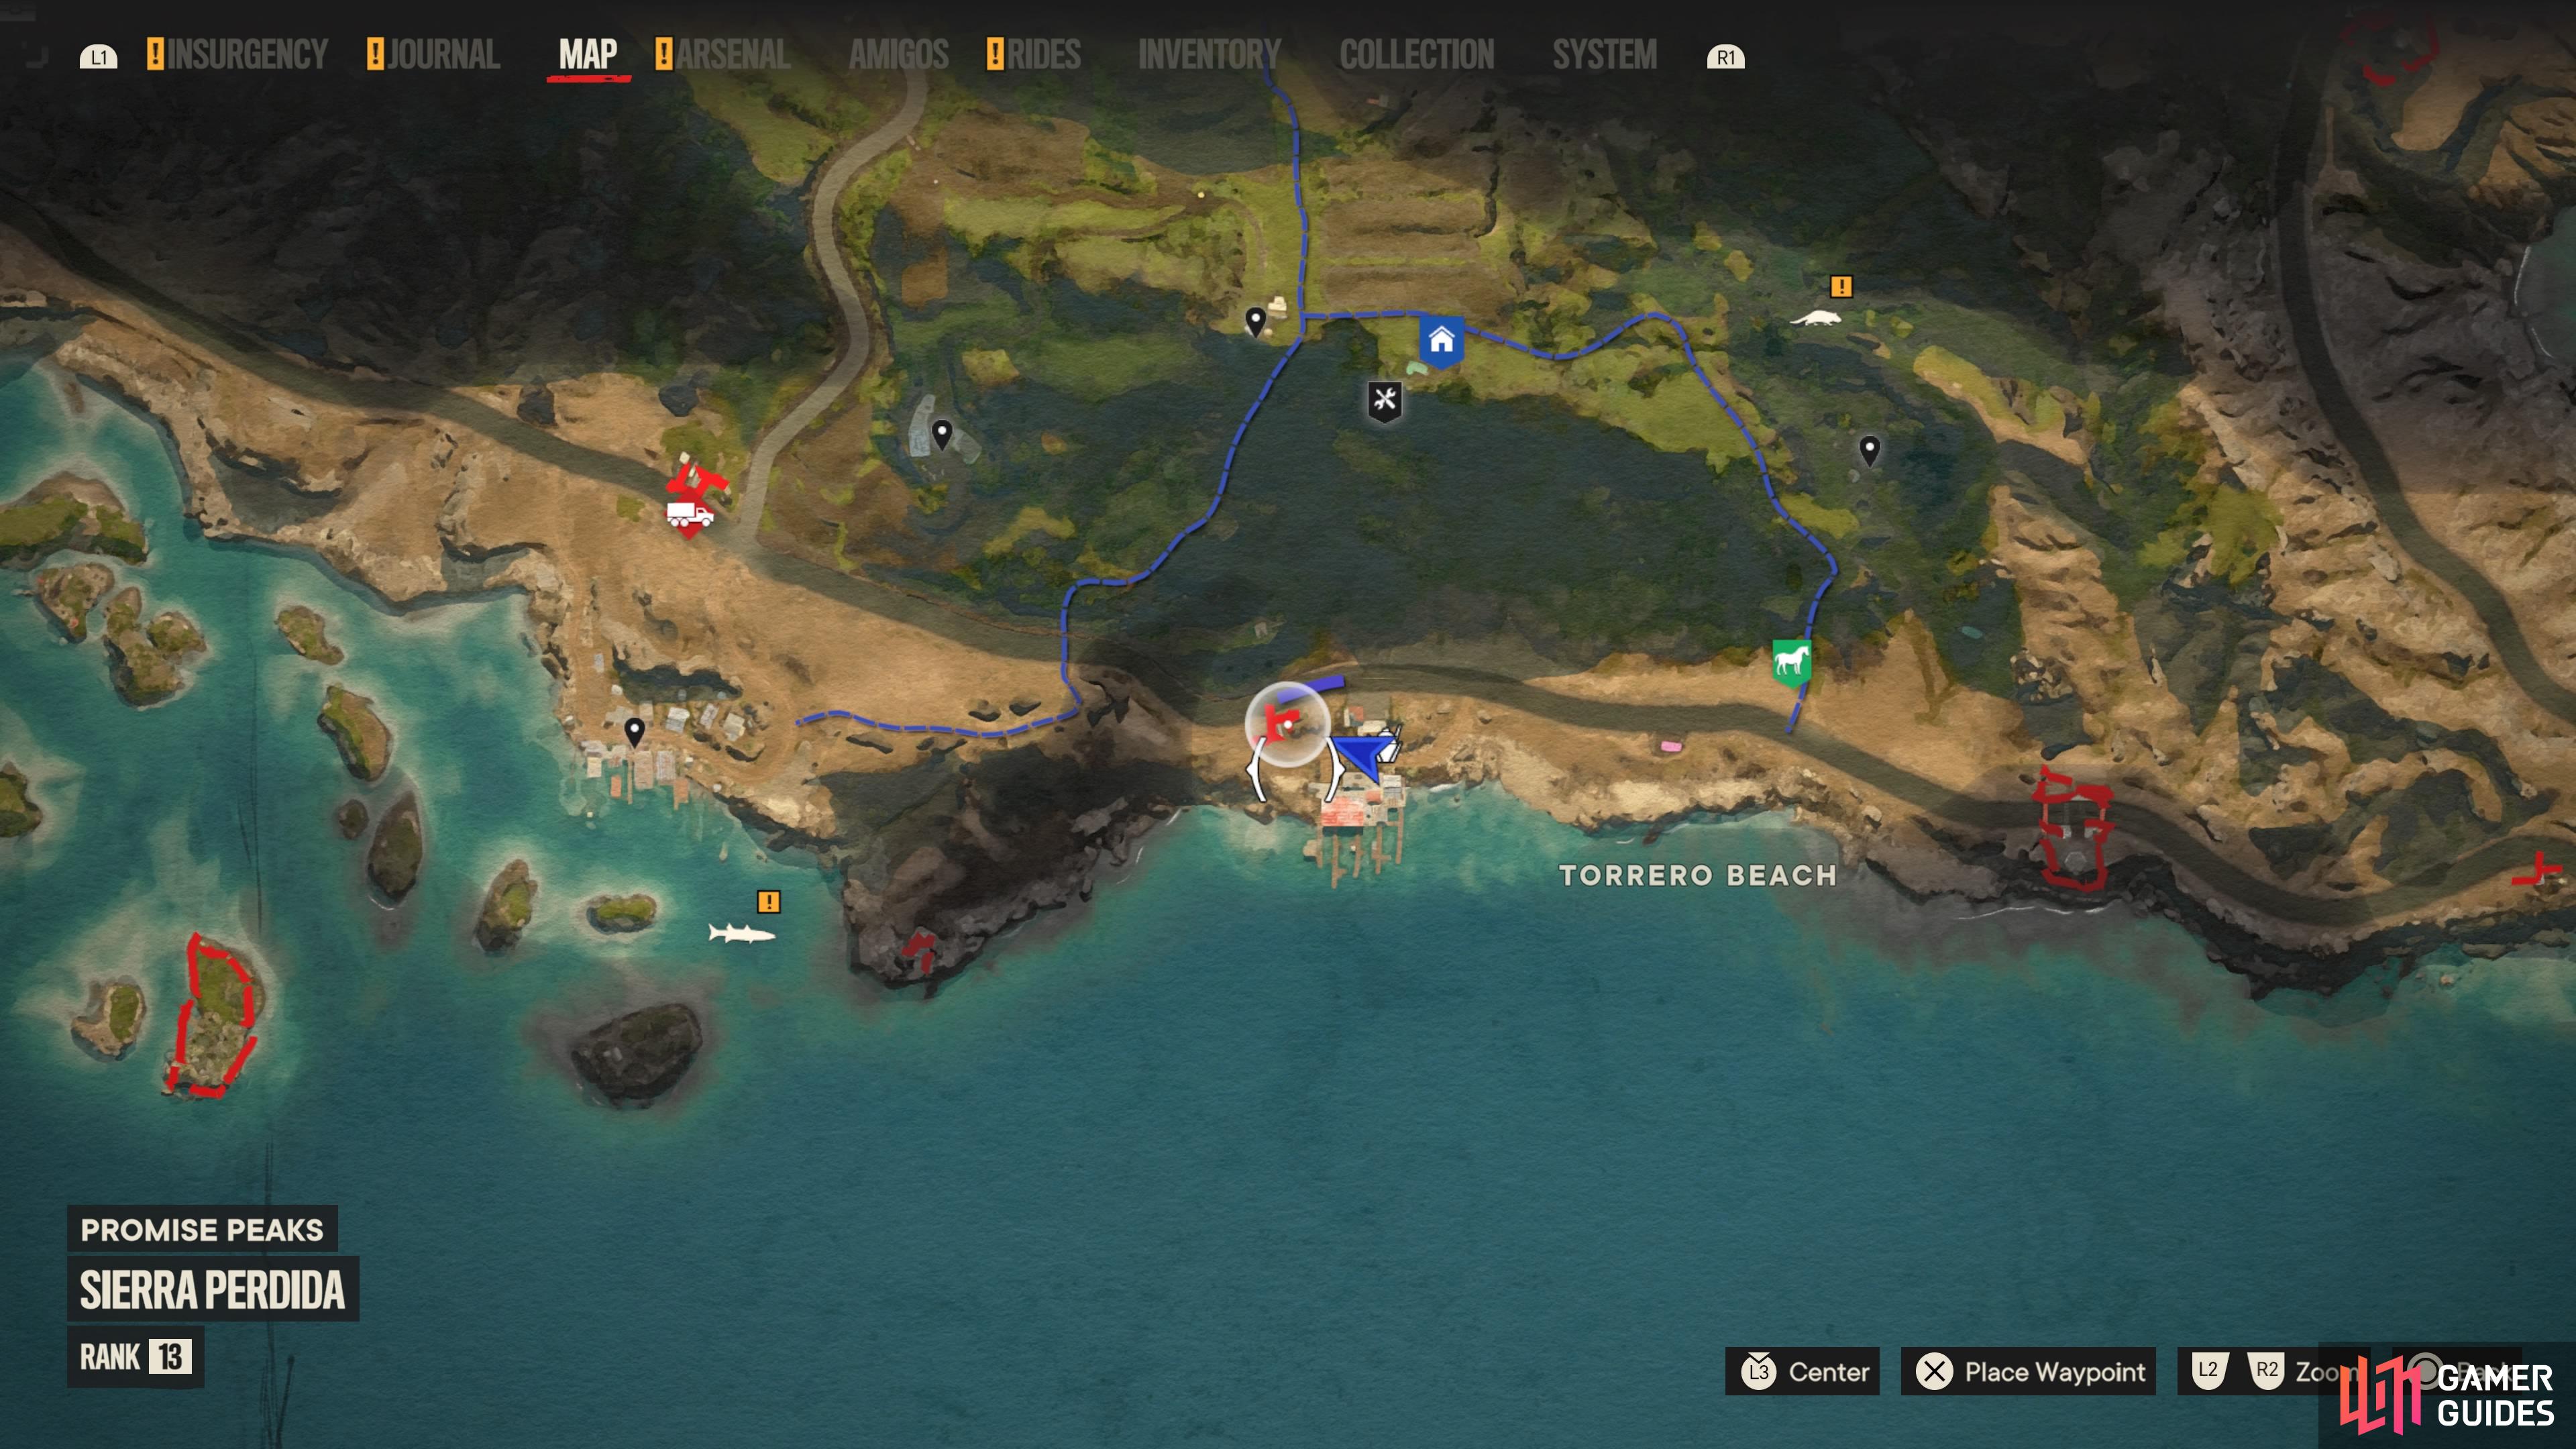 L1 ! INSURGENCY ! JOURNAL MAP ! ARSENAL AMIGOS ! RIDES INVENTORY COLLECTION SYSTEM R1
!
!
TORRERO BEACH
PROMISE PEAKS
SIERRA PERDIDA
RANK 13
L3 Center X Place Waypoint L2 R2 Zoom
GAMER
GUIDES